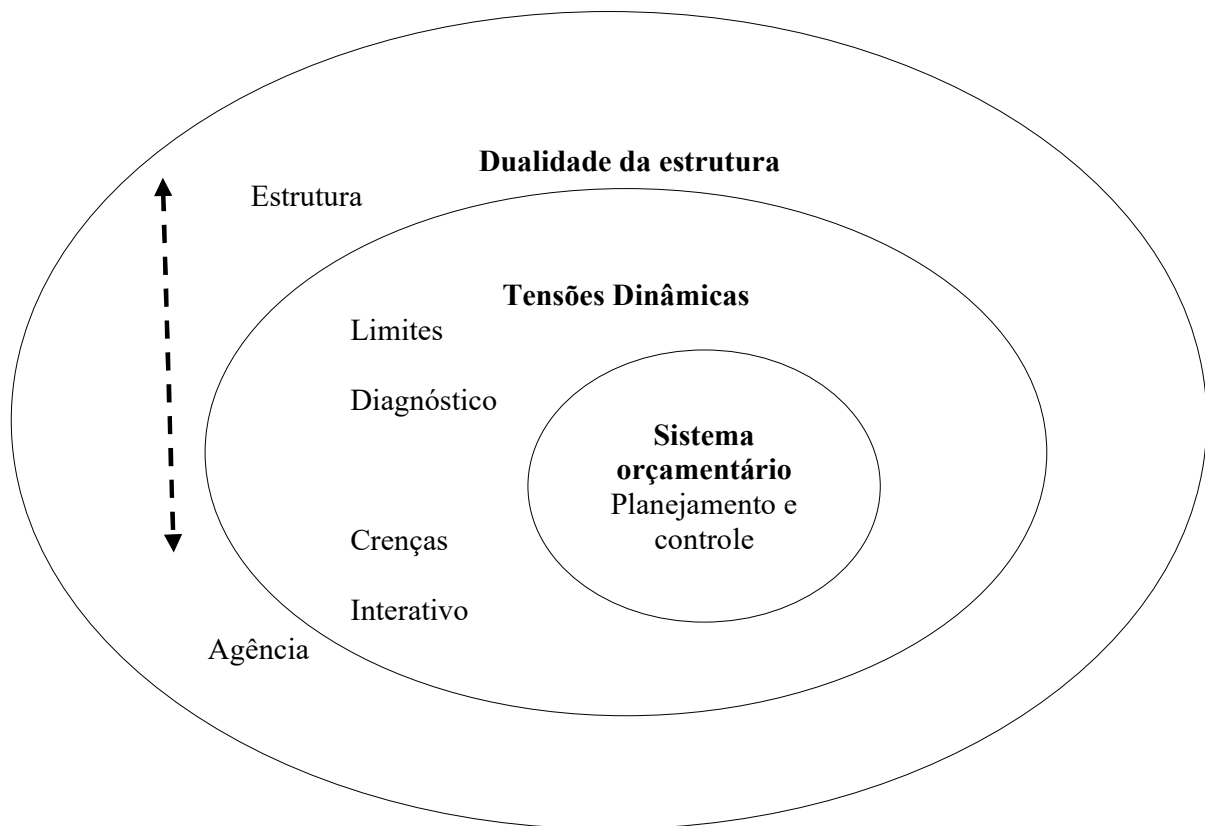 Dualidade da estrutura
Estrutura
Tensões Dinâmicas
Limites
Diagnóstico
Sistema
orçamentário
Planejamento e
controle
Crenças
Interativo
Agência